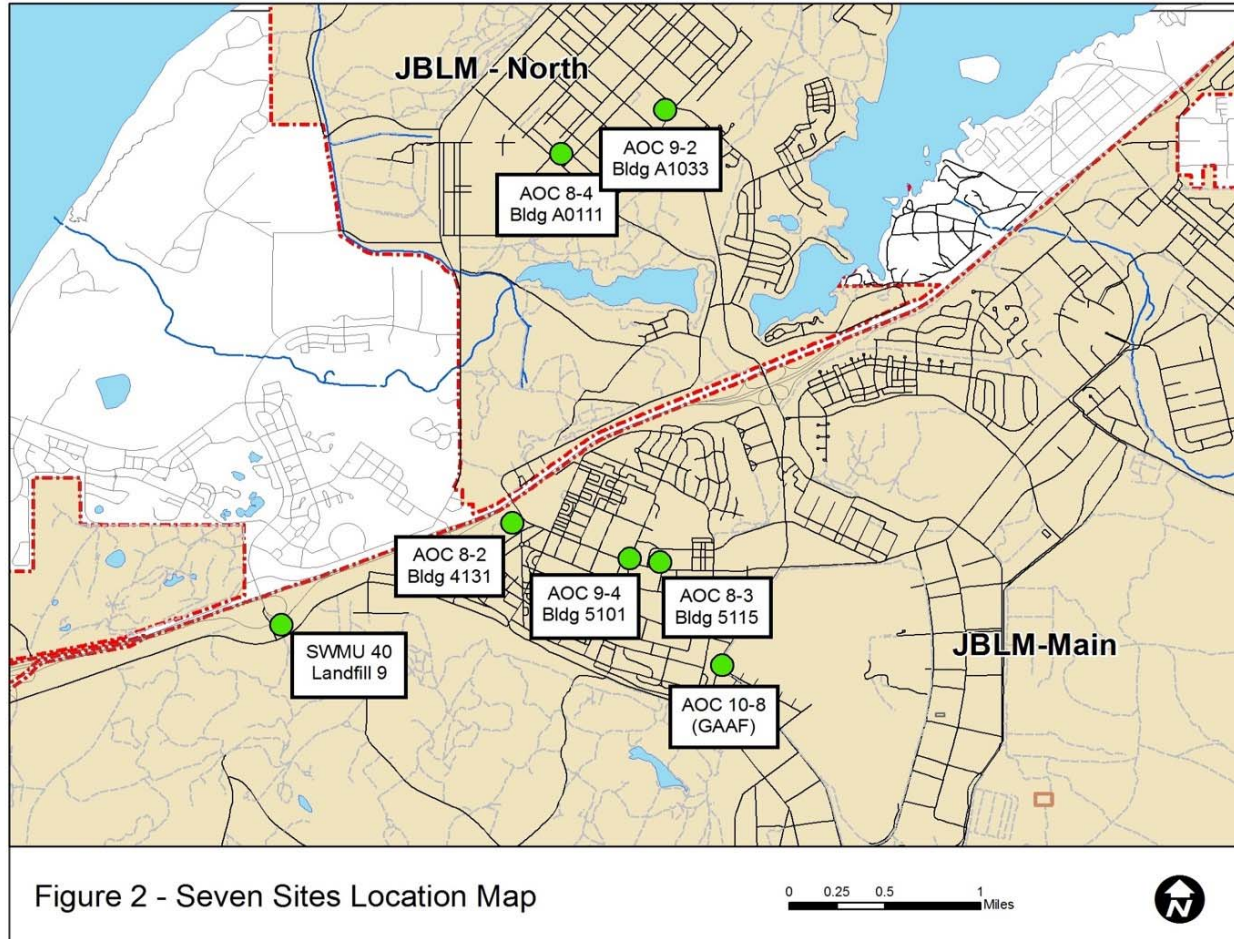 JBLM - North
AOC 9-2
Bldg A1033
AOC 8-4
Bldg A0111
AOC 8-2
Bldg 4131
AOC 9-4
Bldg 5101
AOC 8-3
Bldg 5115
JBLM-Main
SWMU 40
Landfill 9
AOC 10-8
(GAAF)
Figure 2 - Seven Sites Location Map
0 0.25 0.5 1
Miles
N